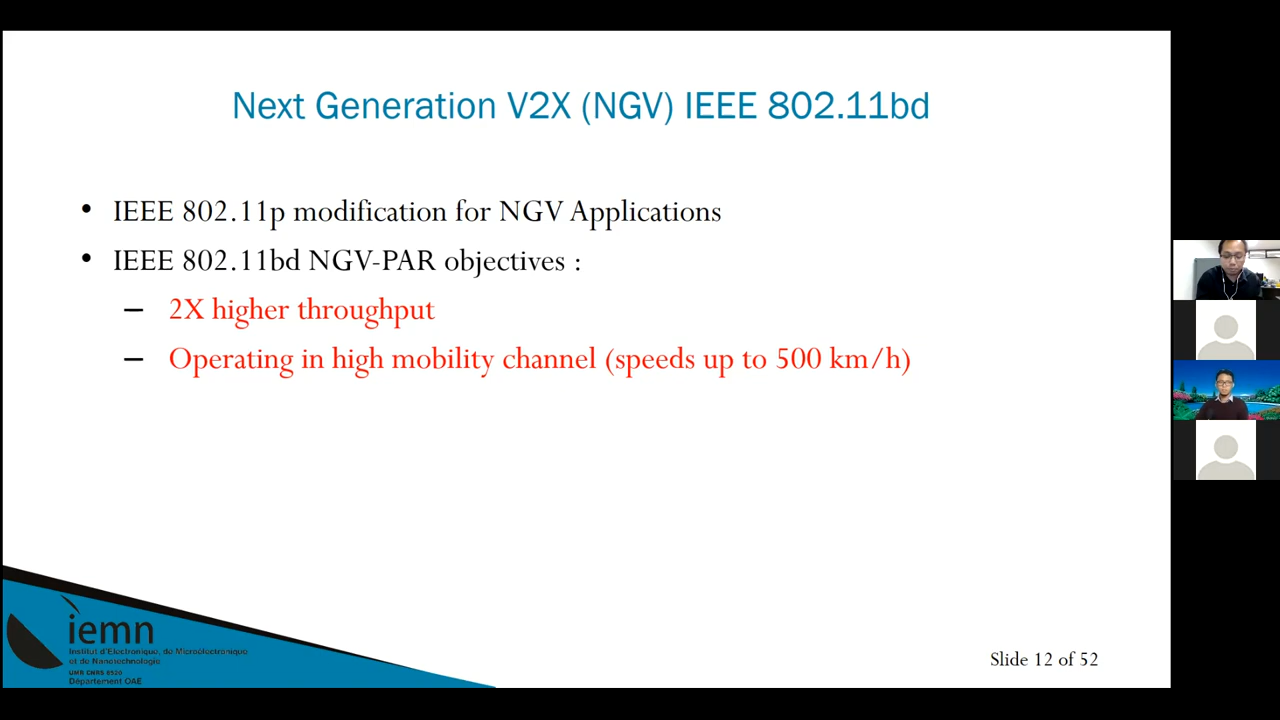 Next Generation V2X (NGV) IEEE 802.11bd
• IEEE 802.11p modification for NGV Applications
• IEEE 802.11bd NGV-PAR objectives :
– 2X higher throughput
– Operating in high mobility channel (speeds up to 500 km/h)
iemn
Institut d'Electronique, de Microélectronique
et de Nanotechnologie
UMR CNRS 8520
Département OAE
Slide 12 of 52